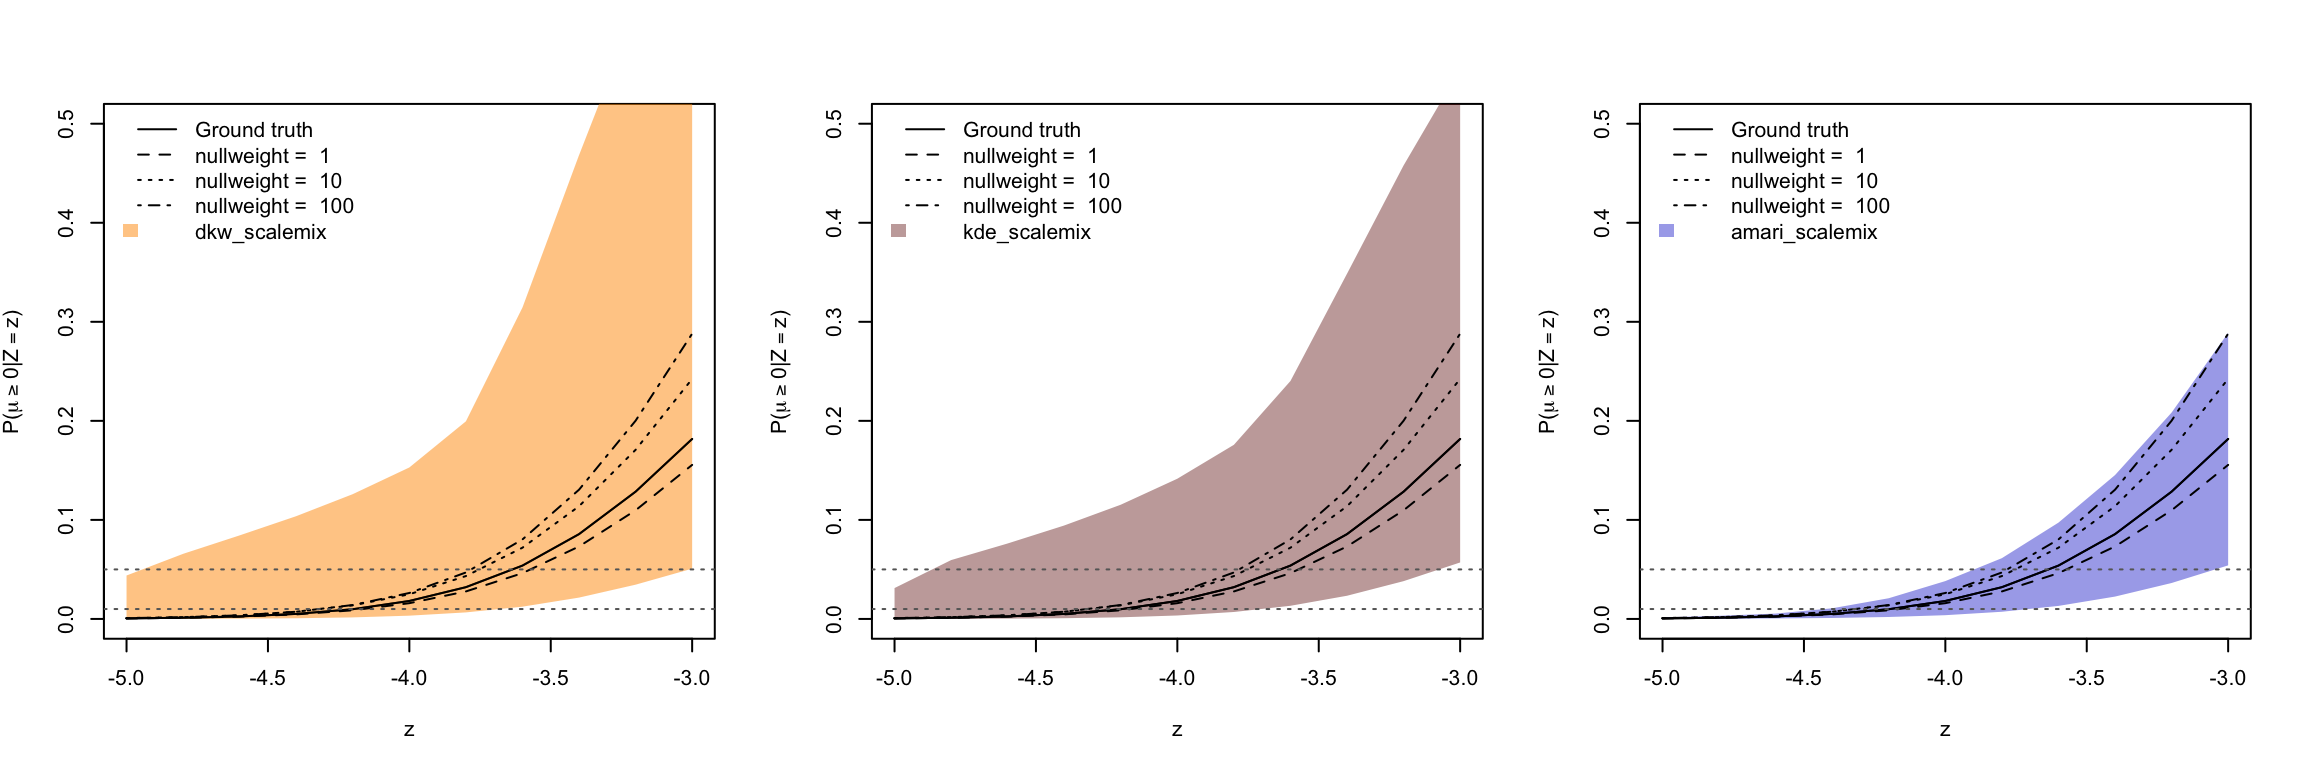 Ground truth
nullweight = 1
nullweight = 10
nullweight = 100
dkw_scalemix
0.5
0.4
0.3
0.2
0.1
0.0
P(μ ≥ 0|Z = z)
-5.0 -4.5 -4.0 -3.5 -3.0
z
Ground truth
nullweight = 1
nullweight = 10
nullweight = 100
kde_scalemix
0.5
0.4
0.3
0.2
0.1
0.0
P(μ ≥ 0|Z = z)
-5.0 -4.5 -4.0 -3.5 -3.0
z
Ground truth
nullweight = 1
nullweight = 10
nullweight = 100
amari_scalemix
0.5
0.4
0.3
0.2
0.1
0.0
P(μ ≥ 0|Z = z)
-5.0 -4.5 -4.0 -3.5 -3.0
z